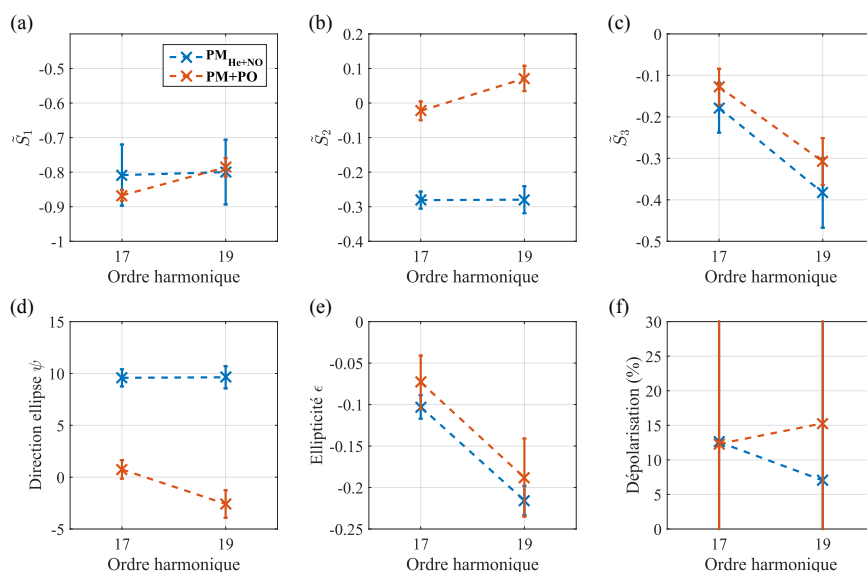 (a)
-0.5
-0.6
-0.7
-0.8
-0.9
-1
S̃1
PMHe+NO
PM+PO
17
19
Ordre harmonique
(b)
0.2
0.1
0
-0.1
-0.2
-0.3
-0.4
S̃2
17
19
Ordre harmonique
(c)
0
-0.1
-0.2
-0.3
-0.4
-0.5
S̃3
17
19
Ordre harmonique
(d)
15
10
5
0
-5
Direction ellipse ψ
17
19
Ordre harmonique
(e)
0
-0.05
-0.1
-0.15
-0.2
-0.25
Ellipticité ϵ
17
19
Ordre harmonique
(f)
30
25
20
15
10
5
0
Dépolarisation (%)
17
19
Ordre harmonique